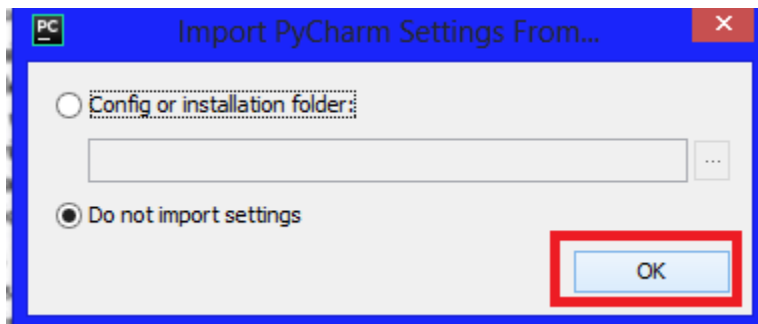 PC
Import PyCharm Settings From...
Config or installation folder:
...
Do not import settings
OK